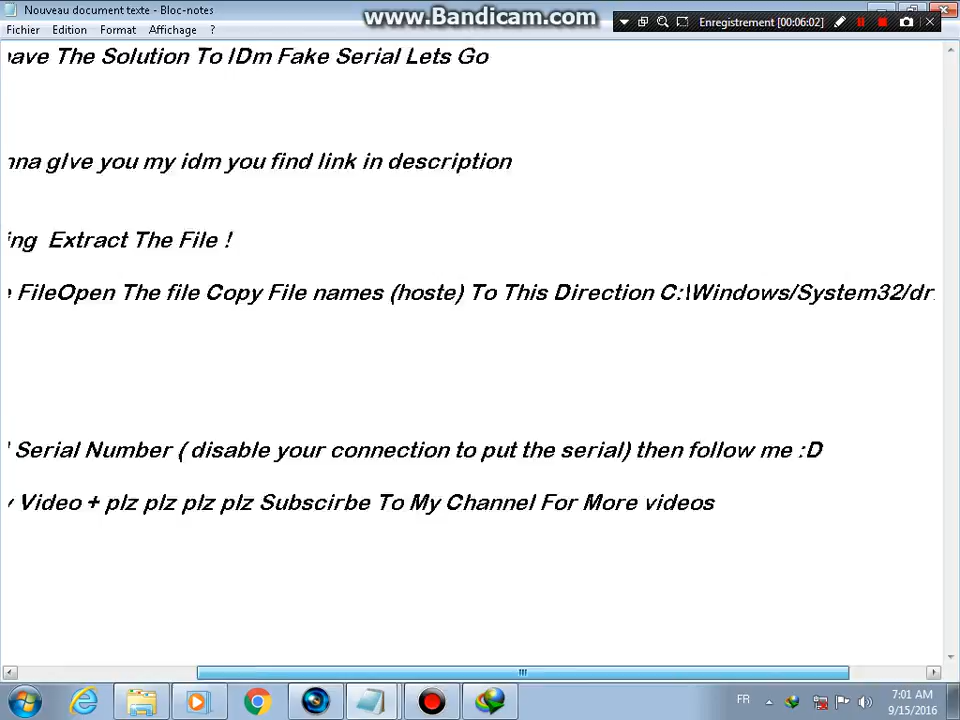 Nouveau document texte - Bloc-notes
www.Bandicam.com
Enregistrement [00:06:02]
Fichier Edition Format Affichage ?
have The Solution To IDm Fake Serial Lets Go
gIve you my idm you find link in description
Extract The File !
FileOpen The file Copy File names (hoste) To This Direction C:\Windows/System32/dr
Serial Number ( disable your connection to put the serial) then follow me :D
Video + plz plz plz plz Subscirbe To My Channel For More videos
FR
7:01 AM
9/15/2016